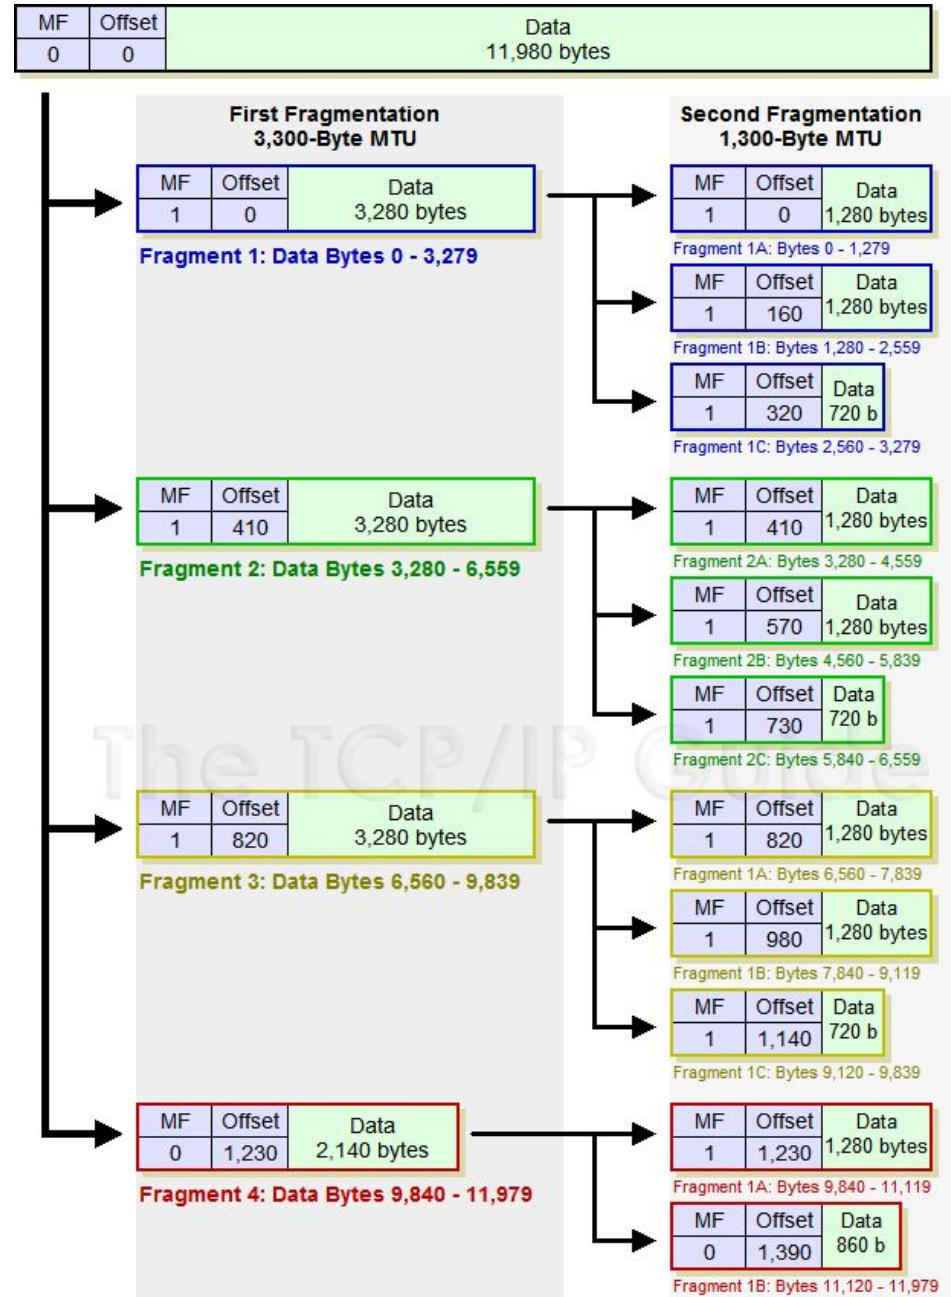 MF Offset Data
0 0 11,980 bytes
First Fragmentation
3,300-Byte MTU
Second Fragmentation
1,300-Byte MTU
MF Offset Data
1 0 3,280 bytes
Fragment 1: Data Bytes 0 - 3,279
MF Offset Data
1 0 1,280 bytes
Fragment 1A: Bytes 0 - 1,279
MF Offset Data
1 160 1,280 bytes
Fragment 1B: Bytes 1,280 - 2,559
MF Offset Data
1 320 720 b
Fragment 1C: Bytes 2,560 - 3,279
MF Offset Data
1 410 3,280 bytes
Fragment 2: Data Bytes 3,280 - 6,559
MF Offset Data
1 410 1,280 bytes
Fragment 2A: Bytes 3,280 - 4,559
MF Offset Data
1 570 1,280 bytes
Fragment 2B: Bytes 4,560 - 5,839
MF Offset Data
1 730 720 b
Fragment 2C: Bytes 5,840 - 6,559
The TCP/IP Guide
MF Offset Data
1 820 3,280 bytes
Fragment 3: Data Bytes 6,560 - 9,839
MF Offset Data
1 820 1,280 bytes
Fragment 1A: Bytes 6,560 - 7,839
MF Offset Data
1 980 1,280 bytes
Fragment 1B: Bytes 7,840 - 9,119
MF Offset Data
1 1,140 720 b
Fragment 1C: Bytes 9,120 - 9,839
MF Offset Data
0 1,230 2,140 bytes
Fragment 4: Data Bytes 9,840 - 11,979
MF Offset Data
1 1,230 1,280 bytes
Fragment 1A: Bytes 9,840 - 11,119
MF Offset Data
0 1,390 860 b
Fragment 1B: Bytes 11,120 - 11,979